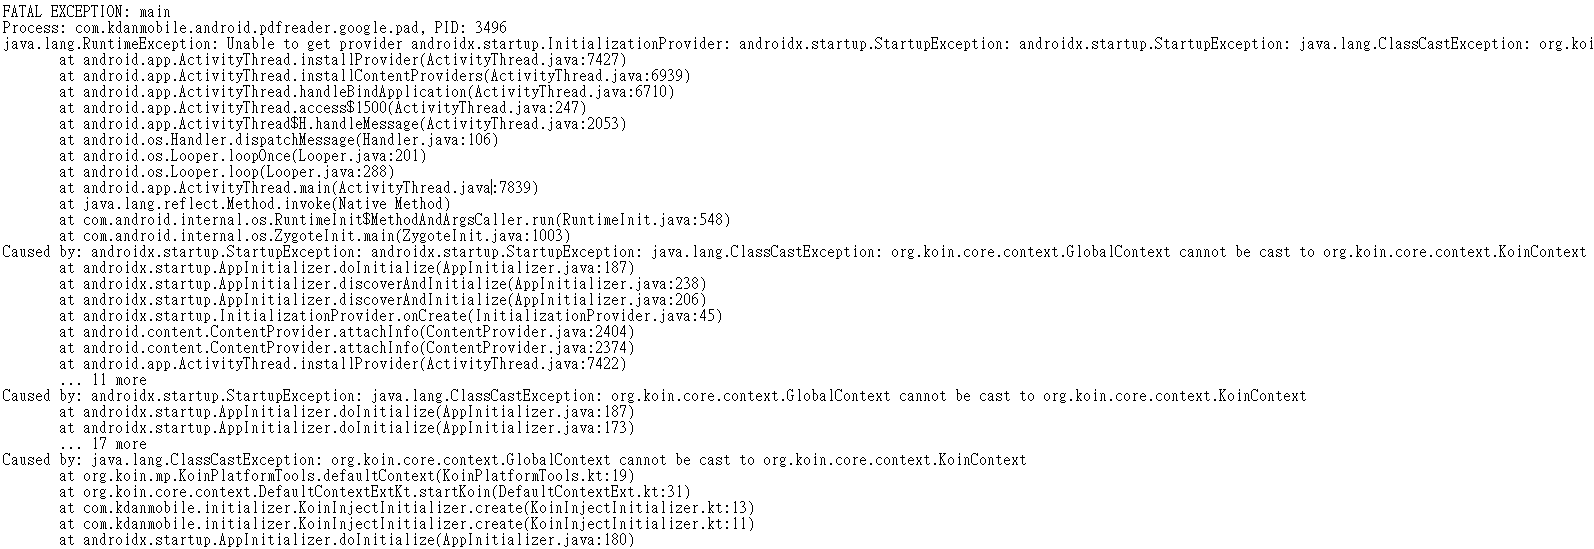 FATAL EXCEPTION: main
Process: com.kdanmobile.android.pdfreader.google.pad, PID: 3496
java.lang.RuntimeException: Unable to get provider androidx.startup.InitializationProvider: androidx.startup.StartupException: androidx.startup.StartupException: java.lang.ClassCastException: org.koi
at android.app.ActivityThread.installProvider(ActivityThread.java:7427)
at android.app.ActivityThread.installContentProviders(ActivityThread.java:6939)
at android.app.ActivityThread.handleBindApplication(ActivityThread.java:6710)
at android.app.ActivityThread.access$1500(ActivityThread.java:247)
at android.app.ActivityThread$H.handleMessage(ActivityThread.java:2053)
at android.os.Handler.dispatchMessage(Handler.java:106)
at android.os.Looper.loopOnce(Looper.java:201)
at android.os.Looper.loop(Looper.java:288)
at android.app.ActivityThread.main(ActivityThread.java:7839)
at java.lang.reflect.Method.invoke(Native Method)
at com.android.internal.os.RuntimeInit$MethodAndArgsCaller.run(RuntimeInit.java:548)
at com.android.internal.os.ZygoteInit.main(ZygoteInit.java:1003)
Caused by: androidx.startup.StartupException: androidx.startup.StartupException: java.lang.ClassCastException: org.koin.core.context.GlobalContext cannot be cast to org.koin.core.context.KoinContext
at androidx.startup.AppInitializer.doInitialize(AppInitializer.java:187)
at androidx.startup.AppInitializer.discoverAndInitialize(AppInitializer.java:238)
at androidx.startup.AppInitializer.discoverAndInitialize(AppInitializer.java:206)
at androidx.startup.InitializationProvider.onCreate(InitializationProvider.java:45)
at android.content.ContentProvider.attachInfo(ContentProvider.java:2404)
at android.content.ContentProvider.attachInfo(ContentProvider.java:2374)
at android.app.ActivityThread.installProvider(ActivityThread.java:7422)
... 11 more
Caused by: androidx.startup.StartupException: java.lang.ClassCastException: org.koin.core.context.GlobalContext cannot be cast to org.koin.core.context.KoinContext
at androidx.startup.AppInitializer.doInitialize(AppInitializer.java:187)
at androidx.startup.AppInitializer.doInitialize(AppInitializer.java:173)
... 17 more
Caused by: java.lang.ClassCastException: org.koin.core.context.GlobalContext cannot be cast to org.koin.core.context.KoinContext
at org.koin.mp.KoinPlatformTools.defaultContext(KoinPlatformTools.kt:19)
at org.koin.core.context.DefaultContextExtKt.startKoin(DefaultContextExt.kt:31)
at com.kdanmobile.initializer.KoinInjectInitializer.create(KoinInjectInitializer.kt:13)
at com.kdanmobile.initializer.KoinInjectInitializer.create(KoinInjectInitializer.kt:11)
at androidx.startup.AppInitializer.doInitialize(AppInitializer.java:180)